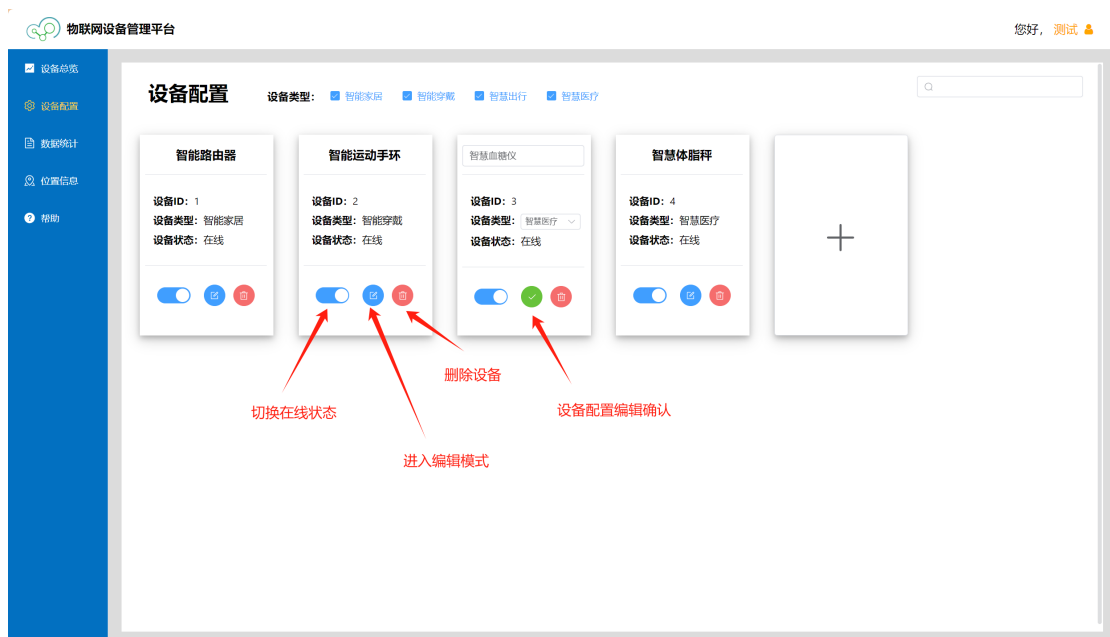 物联网设备管理平台
您好，测试
设备总览
设备配置
数据统计
位置信息
帮助
设备配置
设备类型： 智能家居 智能穿戴 智慧出行 智慧医疗
智能路由器
设备ID：1
设备类型：智能家居
设备状态：在线
智能运动手环
设备ID：2
设备类型：智能穿戴
设备状态：在线
智慧血糖仪
设备ID：3
设备类型：智慧医疗
设备状态：在线
智慧体脂秤
设备ID：4
设备类型：智慧医疗
设备状态：在线
删除设备
切换在线状态
设备配置编辑确认
进入编辑模式